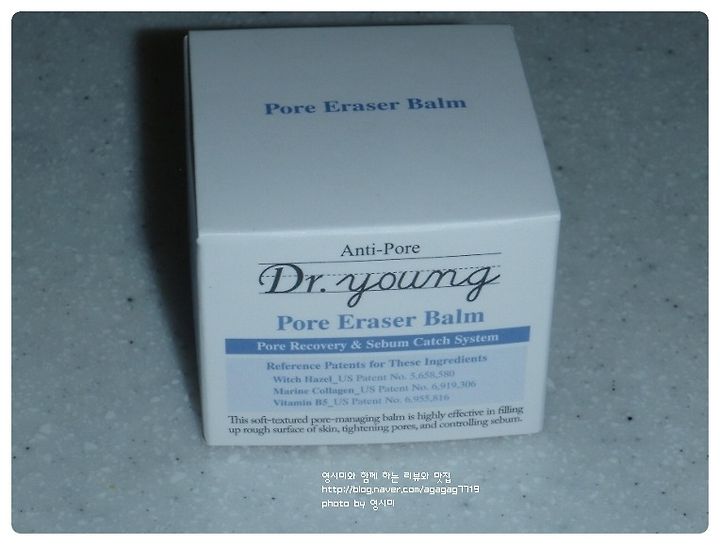 Pore Eraser Balm
Anti-Pore
Dr. young
Pore Eraser Balm
Pore Recovery & Sebum Catch System
Reference Patents for These Ingredients
Witch Hazel_US Patent No. 5,658,580
Marine Collagen_US Patent No. 6,919,306
Vitamin B5_US Patent No. 6,955,816
This soft-textured pore-managing balm is highly effective in filling
up rough surface of skin, tightening pores, and controlling sebum.
영시미와 함께 하는 리뷰와 맛집
http://blog.naver.com/agagag7719
photo by 영시미